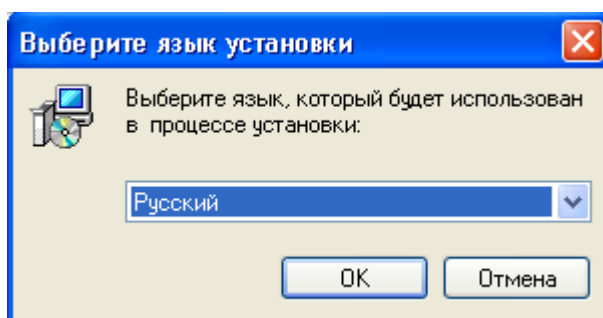 Выберите язык установки
Выберите язык, который будет использован
в процессе установки:
Русский
OK
Отмена